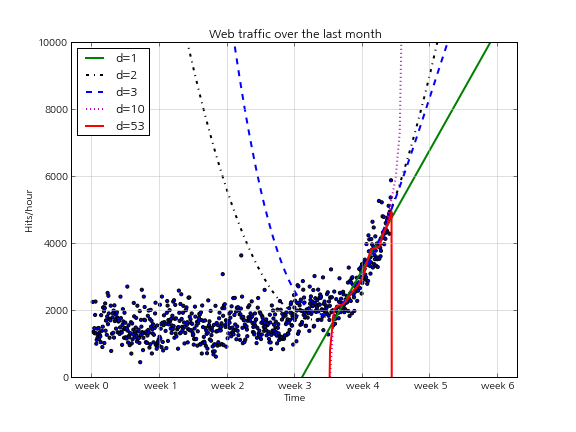 Web traffic over the last month
10000
8000
6000
4000
2000
0
Hits/hour
d=1
d=2
d=3
d=10
d=53
week 0 week 1 week 2 week 3 week 4 week 5 week 6
Time